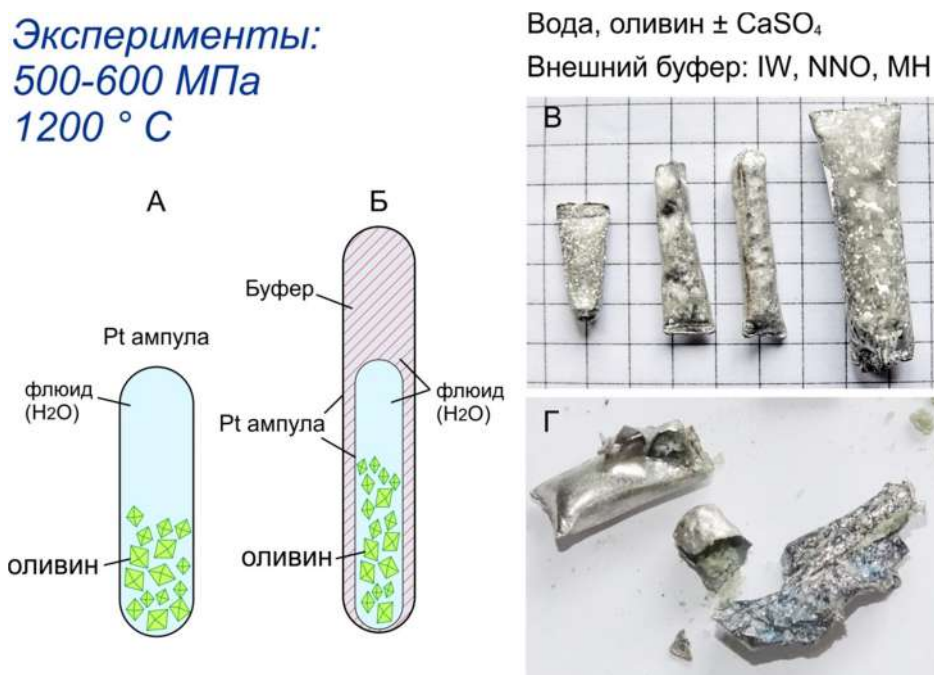 Эксперименты:
500-600 МПа
1200 ° С
Вода, оливин ± CaSO₄
Внешний буфер: IW, NNO, MH
А
Б
Буфер
Pt ампула
флюид
(H2O)
флюид
(H2O)
Pt ампула
оливин
оливин
В
Г